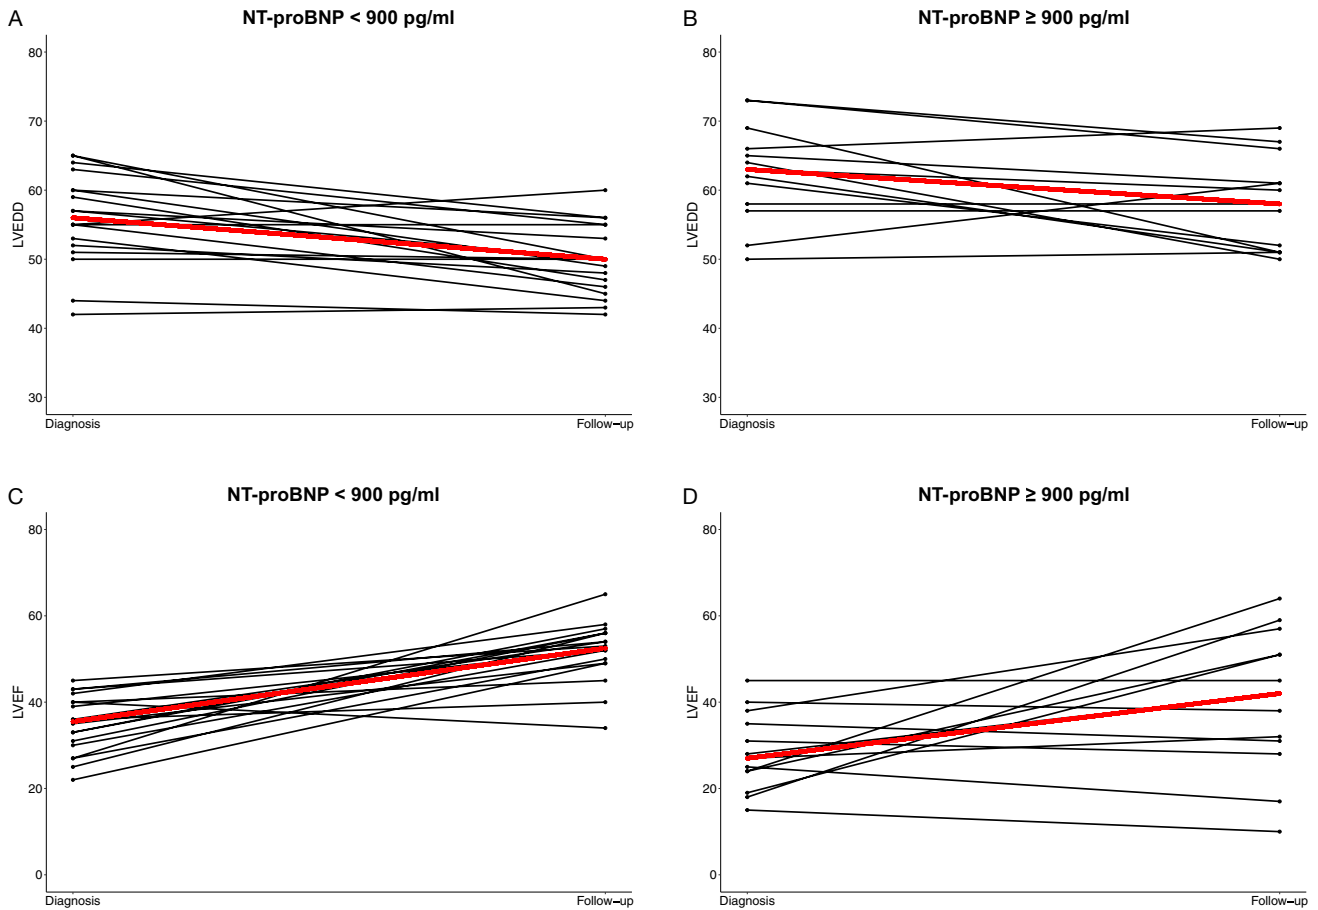 A
NT-proBNP < 900 pg/ml
80
70
60
50
40
30
LVEDD
Diagnosis
Follow−up
B
NT-proBNP ≥ 900 pg/ml
80
70
60
50
40
30
LVEDD
Diagnosis
Follow−up
C
NT-proBNP < 900 pg/ml
80
60
40
20
0
LVEF
Diagnosis
Follow−up
D
NT-proBNP ≥ 900 pg/ml
80
60
40
20
0
LVEF
Diagnosis
Follow−up